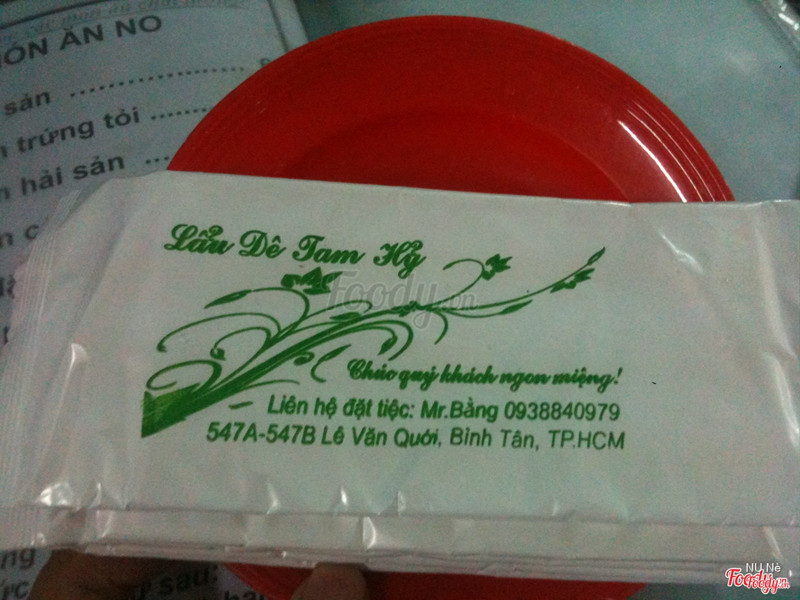 ÓN ĂN NO
sản ....................
trứng tỏi ..........
hải sản ...
Lẩu Dê Tam Hỷ
Foody.vn
Chúc quý khách ngon miệng!
Liên hệ đặt tiệc: Mr.Bằng 0938840979
547A-547B Lê Văn Quới, Bình Tân, TP.HCM
sau:
NU Nè
Foody.vn